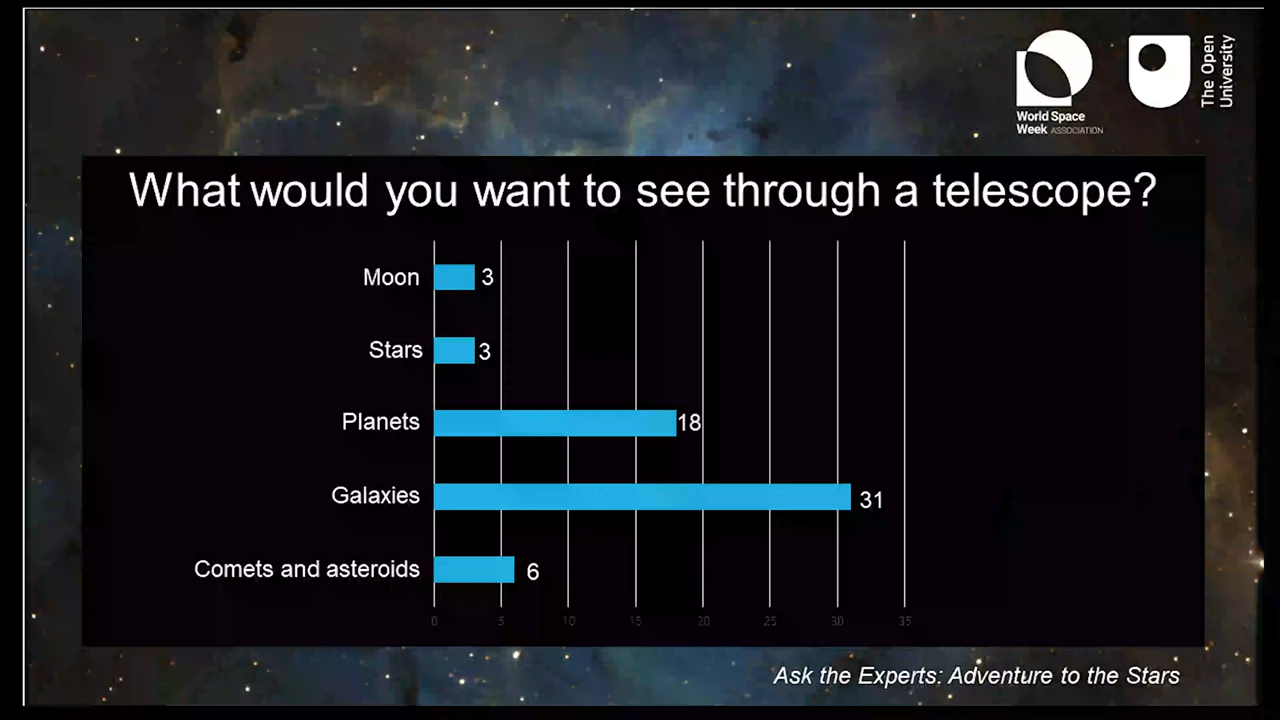 World Space
Week ASSOCIATION
The Open
University
What would you want to see through a telescope?
Moon 3
Stars 3
Planets 18
Galaxies 31
Comets and asteroids 6
0 5 10 15 20 25 30 35
Ask the Experts: Adventure to the Stars